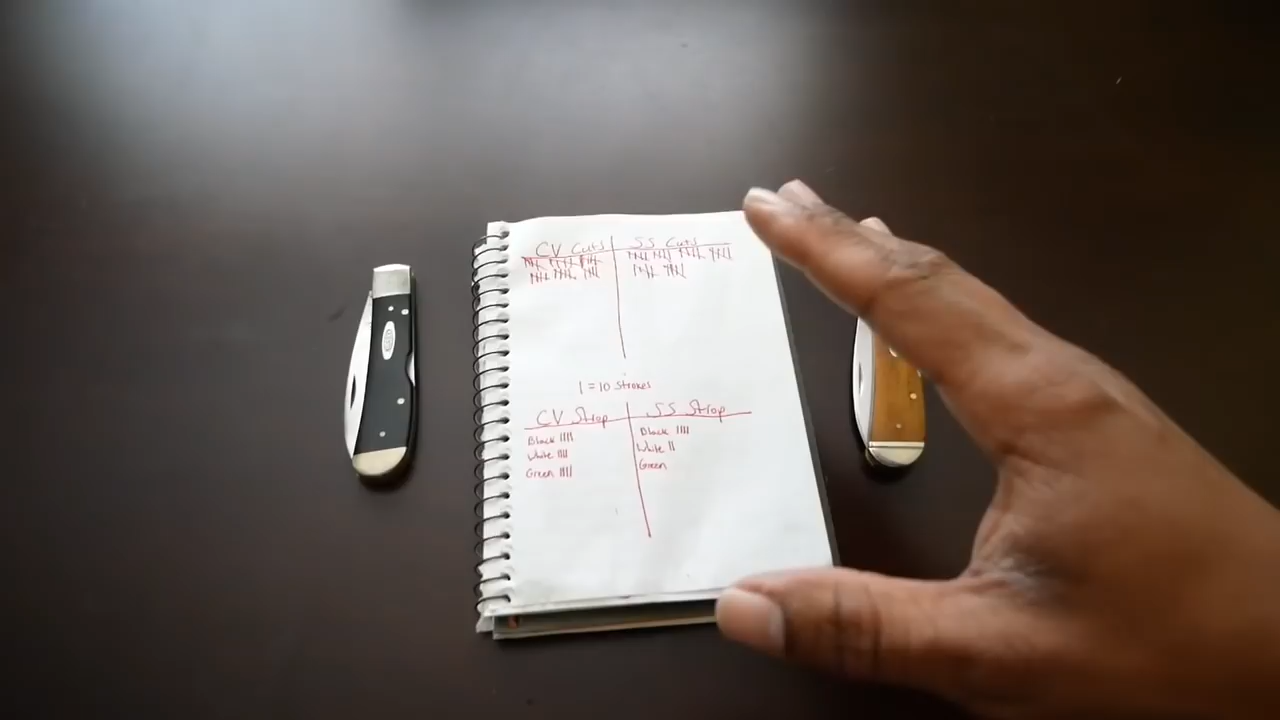 CV Cuts SS Cuts
1 = 10 Strokes
CV Strop SS Strop
Black |||| Black ||||
White |||| White ||
Green |||| Green